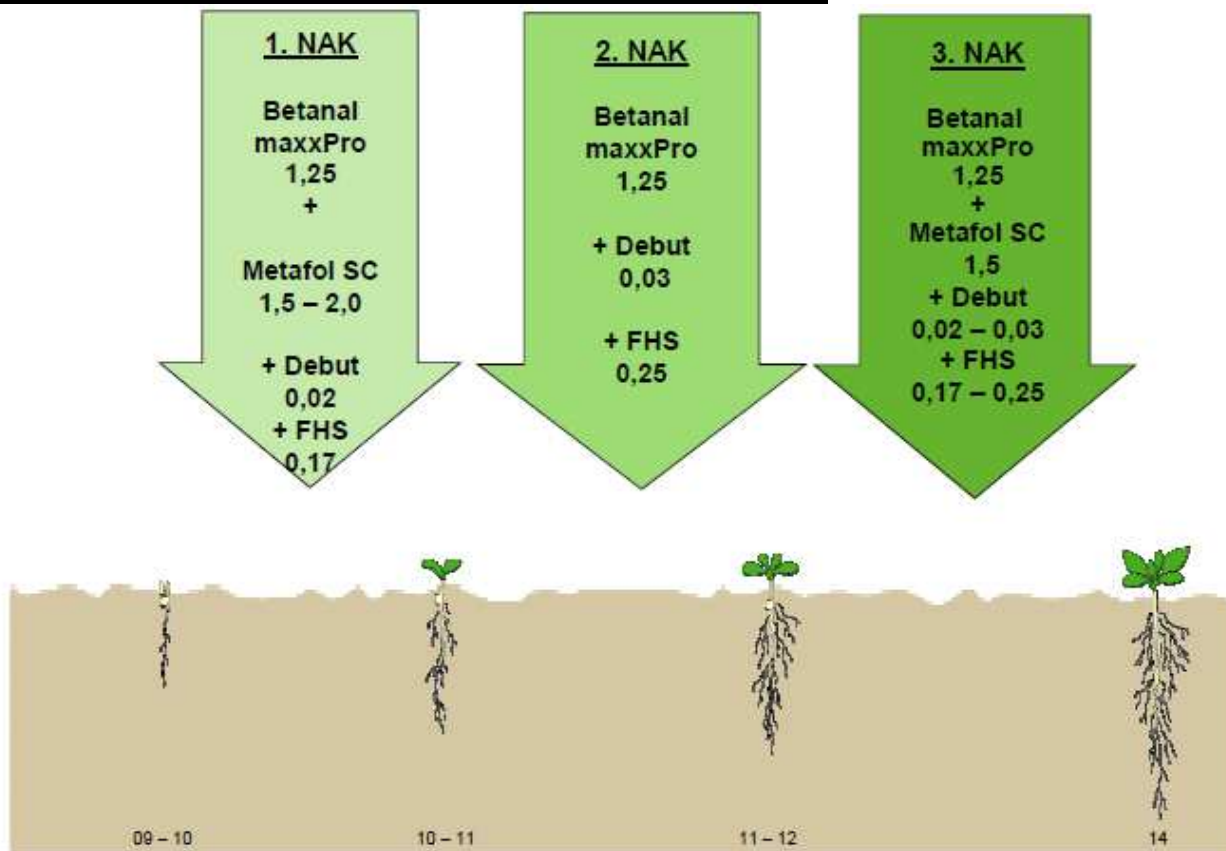 1. NAK
Betanal
maxxPro
1,25
+
Metafol SC
1,5 – 2,0
+ Debut
0,02
+ FHS
0,17
2. NAK
Betanal
maxxPro
1,25
+ Debut
0,03
+ FHS
0,25
3. NAK
Betanal
maxxPro
1,25
+
Metafol SC
1,5
+ Debut
0,02 – 0,03
+ FHS
0,17 – 0,25
09 – 10
10 – 11
11 – 12
14